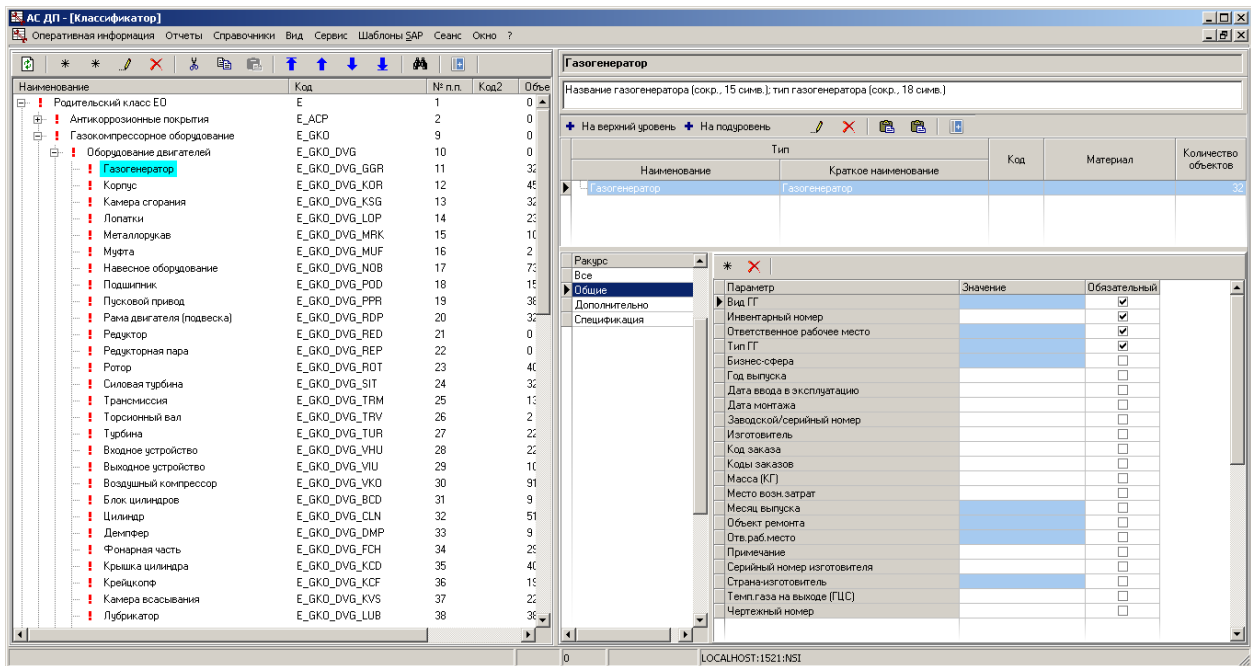 АС ДП - [Классификатор]
Оперативная информация Отчеты Справочники Вид Сервис Шаблоны SAP Сеанс Окно ?
Наименование Код № п.п. Код2 Объе
Родительский класс ЕО E 1 0
Антикоррозионные покрытия E_ACP 2 0
Газокомпрессорное оборудование E_GKO 9 0
Оборудование двигателей E_GKO_DVG 10 0
Газогенератор E_GKO_DVG_GGR 11 32
Корпус E_GKO_DVG_KOR 12 45
Камера сгорания E_GKO_DVG_KSG 13 32
Лопатки E_GKO_DVG_LOP 14 23
Металлорукав E_GKO_DVG_MRK 15 10
Муфта E_GKO_DVG_MUF 16 2
Навесное оборудование E_GKO_DVG_NOB 17 73
Подшипник E_GKO_DVG_POD 18 15
Пусковой привод E_GKO_DVG_PPR 19 38
Рама двигателя (подвеска) E_GKO_DVG_RDP 20 32
Редуктор E_GKO_DVG_RED 21 0
Редукторная пара E_GKO_DVG_REP 22 0
Ротор E_GKO_DVG_ROT 23 40
Силовая турбина E_GKO_DVG_SIT 24 32
Трансмиссия E_GKO_DVG_TRM 25 13
Торсионный вал E_GKO_DVG_TRV 26 2
Турбина E_GKO_DVG_TUR 27 22
Входное устройство E_GKO_DVG_VHU 28 22
Выходное устройство E_GKO_DVG_VIU 29 10
Воздушный компрессор E_GKO_DVG_VKO 30 91
Блок цилиндров E_GKO_DVG_BCD 31 9
Цилиндр E_GKO_DVG_CLN 32 51
Демпфер E_GKO_DVG_DMP 33 9
Фонарная часть E_GKO_DVG_FCH 34 29
Крышка цилиндра E_GKO_DVG_KCD 35 40
Крейцкопф E_GKO_DVG_KCF 36 19
Камера всасывания E_GKO_DVG_KVS 37 22
Лубрикатор E_GKO_DVG_LUB 38 38
Газогенератор
Название газогенератора (сокр., 15 симв.); тип газогенератора (сокр., 18 симв.)
На верхний уровень На подуровень
Тип Код Материал Количество объектов
Наименование Краткое наименование
Газогенератор Газогенератор 32
Ракурс
Все
Общие
Дополнительно
Спецификация
Параметр Значение Обязательный
Вид ГГ
Инвентарный номер
Ответственное рабочее место
Тип ГГ
Бизнес-сфера
Год выпуска
Дата ввода в эксплуатацию
Дата монтажа
Заводской/серийный номер
Изготовитель
Код заказа
Коды заказов
Масса (КГ)
Место возн.затрат
Месяц выпуска
Объект ремонта
Отв.раб.место
Примечание
Серийный номер изготовителя
Страна-изготовитель
Темп.газа на выходе (ГЦС)
Чертежный номер
0 LOCALHOST:1521:NSI